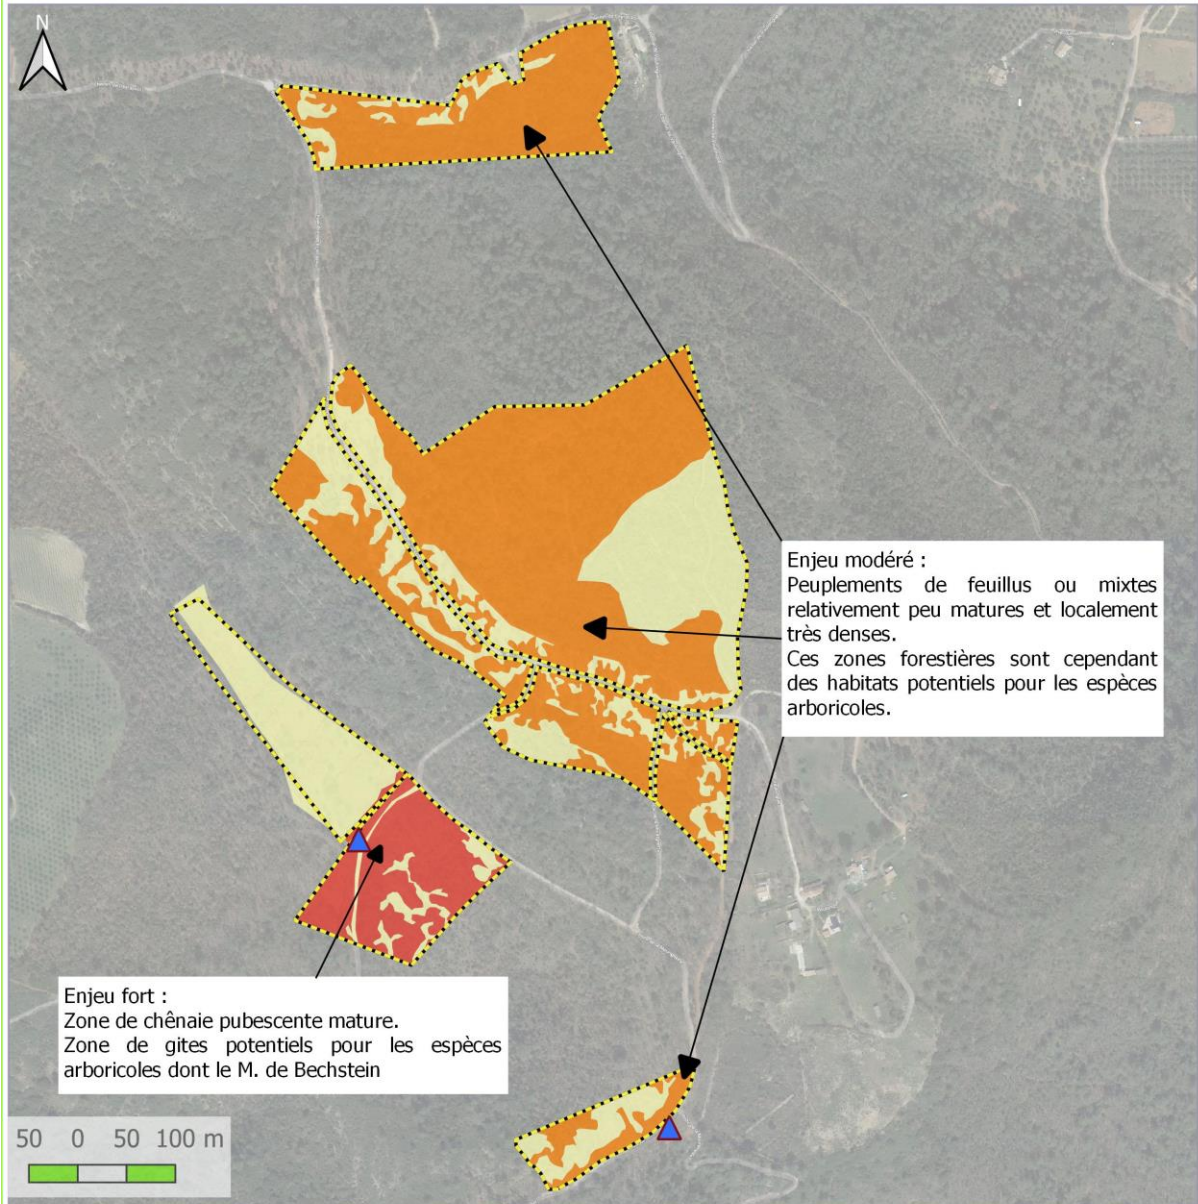 N
Enjeu modéré :
Peuplements de feuillus ou mixtes
relativement peu matures et localement
très denses.
Ces zones forestières sont cependant
des habitats potentiels pour les espèces
arboricoles.
Enjeu fort :
Zone de chênaie pubescente mature.
Zone de gites potentiels pour les espèces
arboricoles dont le M. de Bechstein
50 0 50 100 m